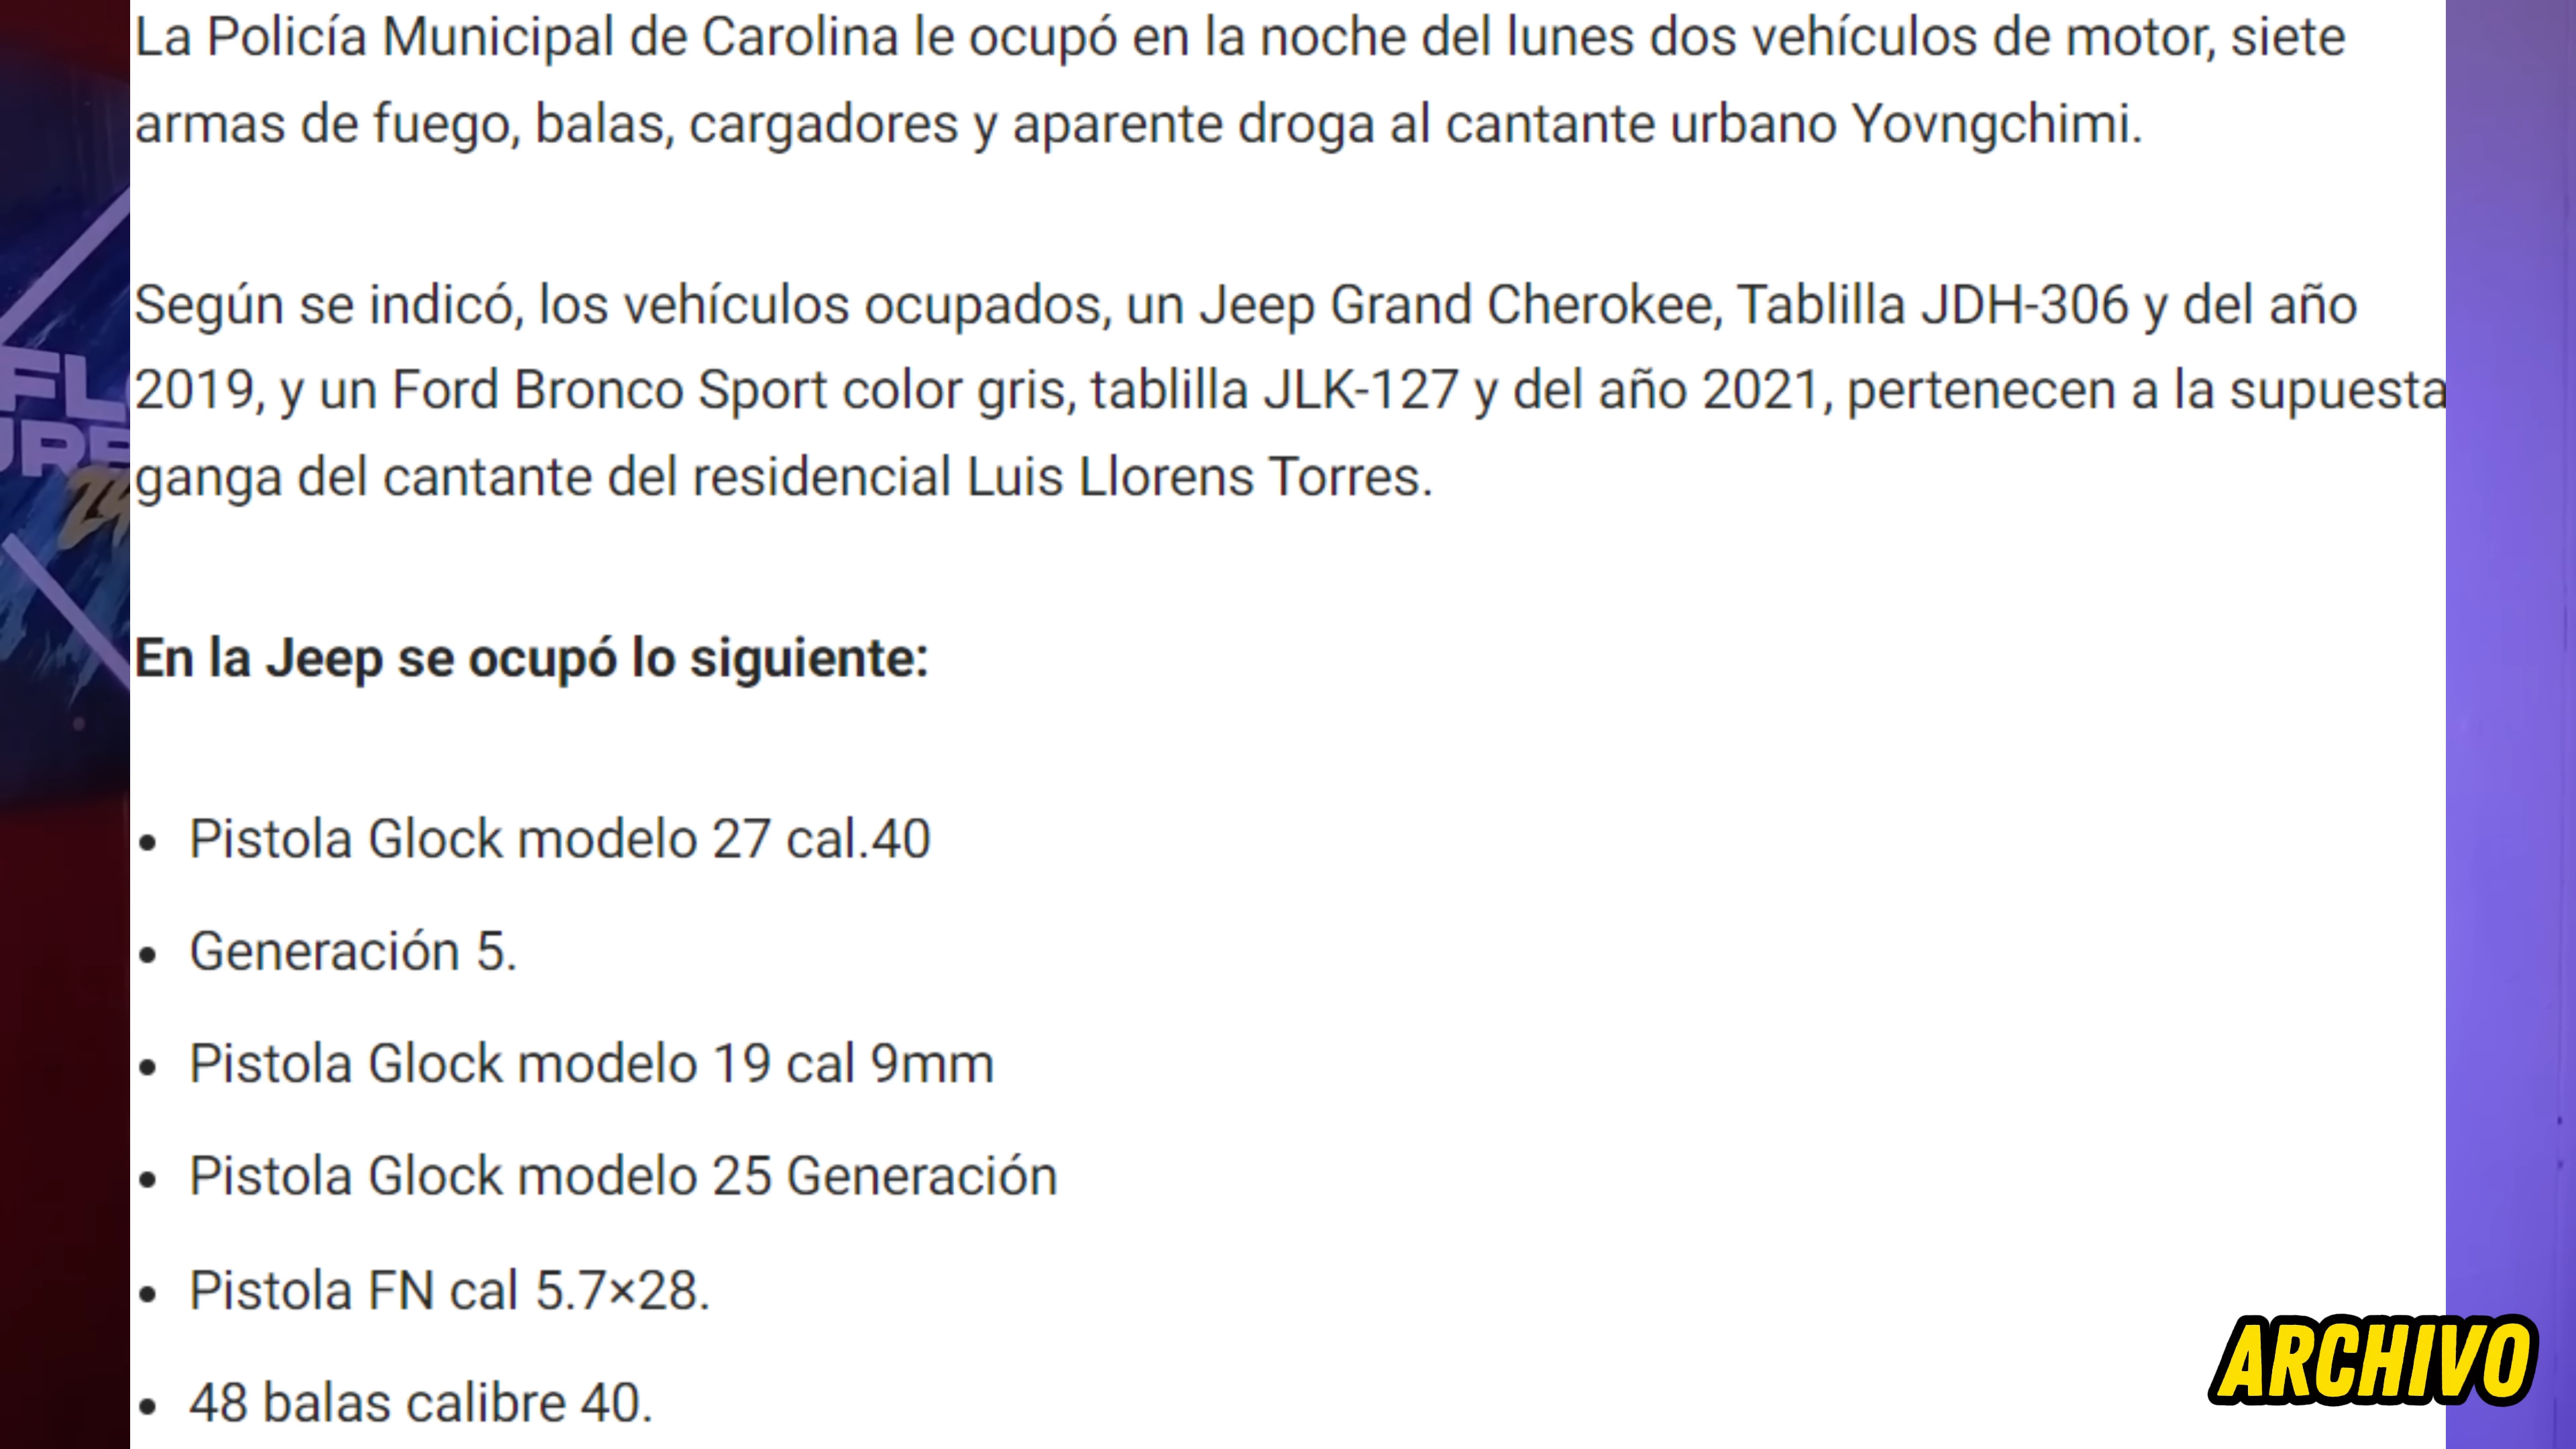 La Policía Municipal de Carolina le ocupó en la noche del lunes dos vehículos de motor, siete
armas de fuego, balas, cargadores y aparente droga al cantante urbano Yovngchimi.
Según se indicó, los vehículos ocupados, un Jeep Grand Cherokee, Tablilla JDH-306 y del año
2019, y un Ford Bronco Sport color gris, tablilla JLK-127 y del año 2021, pertenecen a la supuesta
ganga del cantante del residencial Luis Llorens Torres.
En la Jeep se ocupó lo siguiente:
• Pistola Glock modelo 27 cal.40
• Generación 5.
• Pistola Glock modelo 19 cal 9mm
• Pistola Glock modelo 25 Generación
• Pistola FN cal 5.7×28.
• 48 balas calibre 40.
ARCHIVO